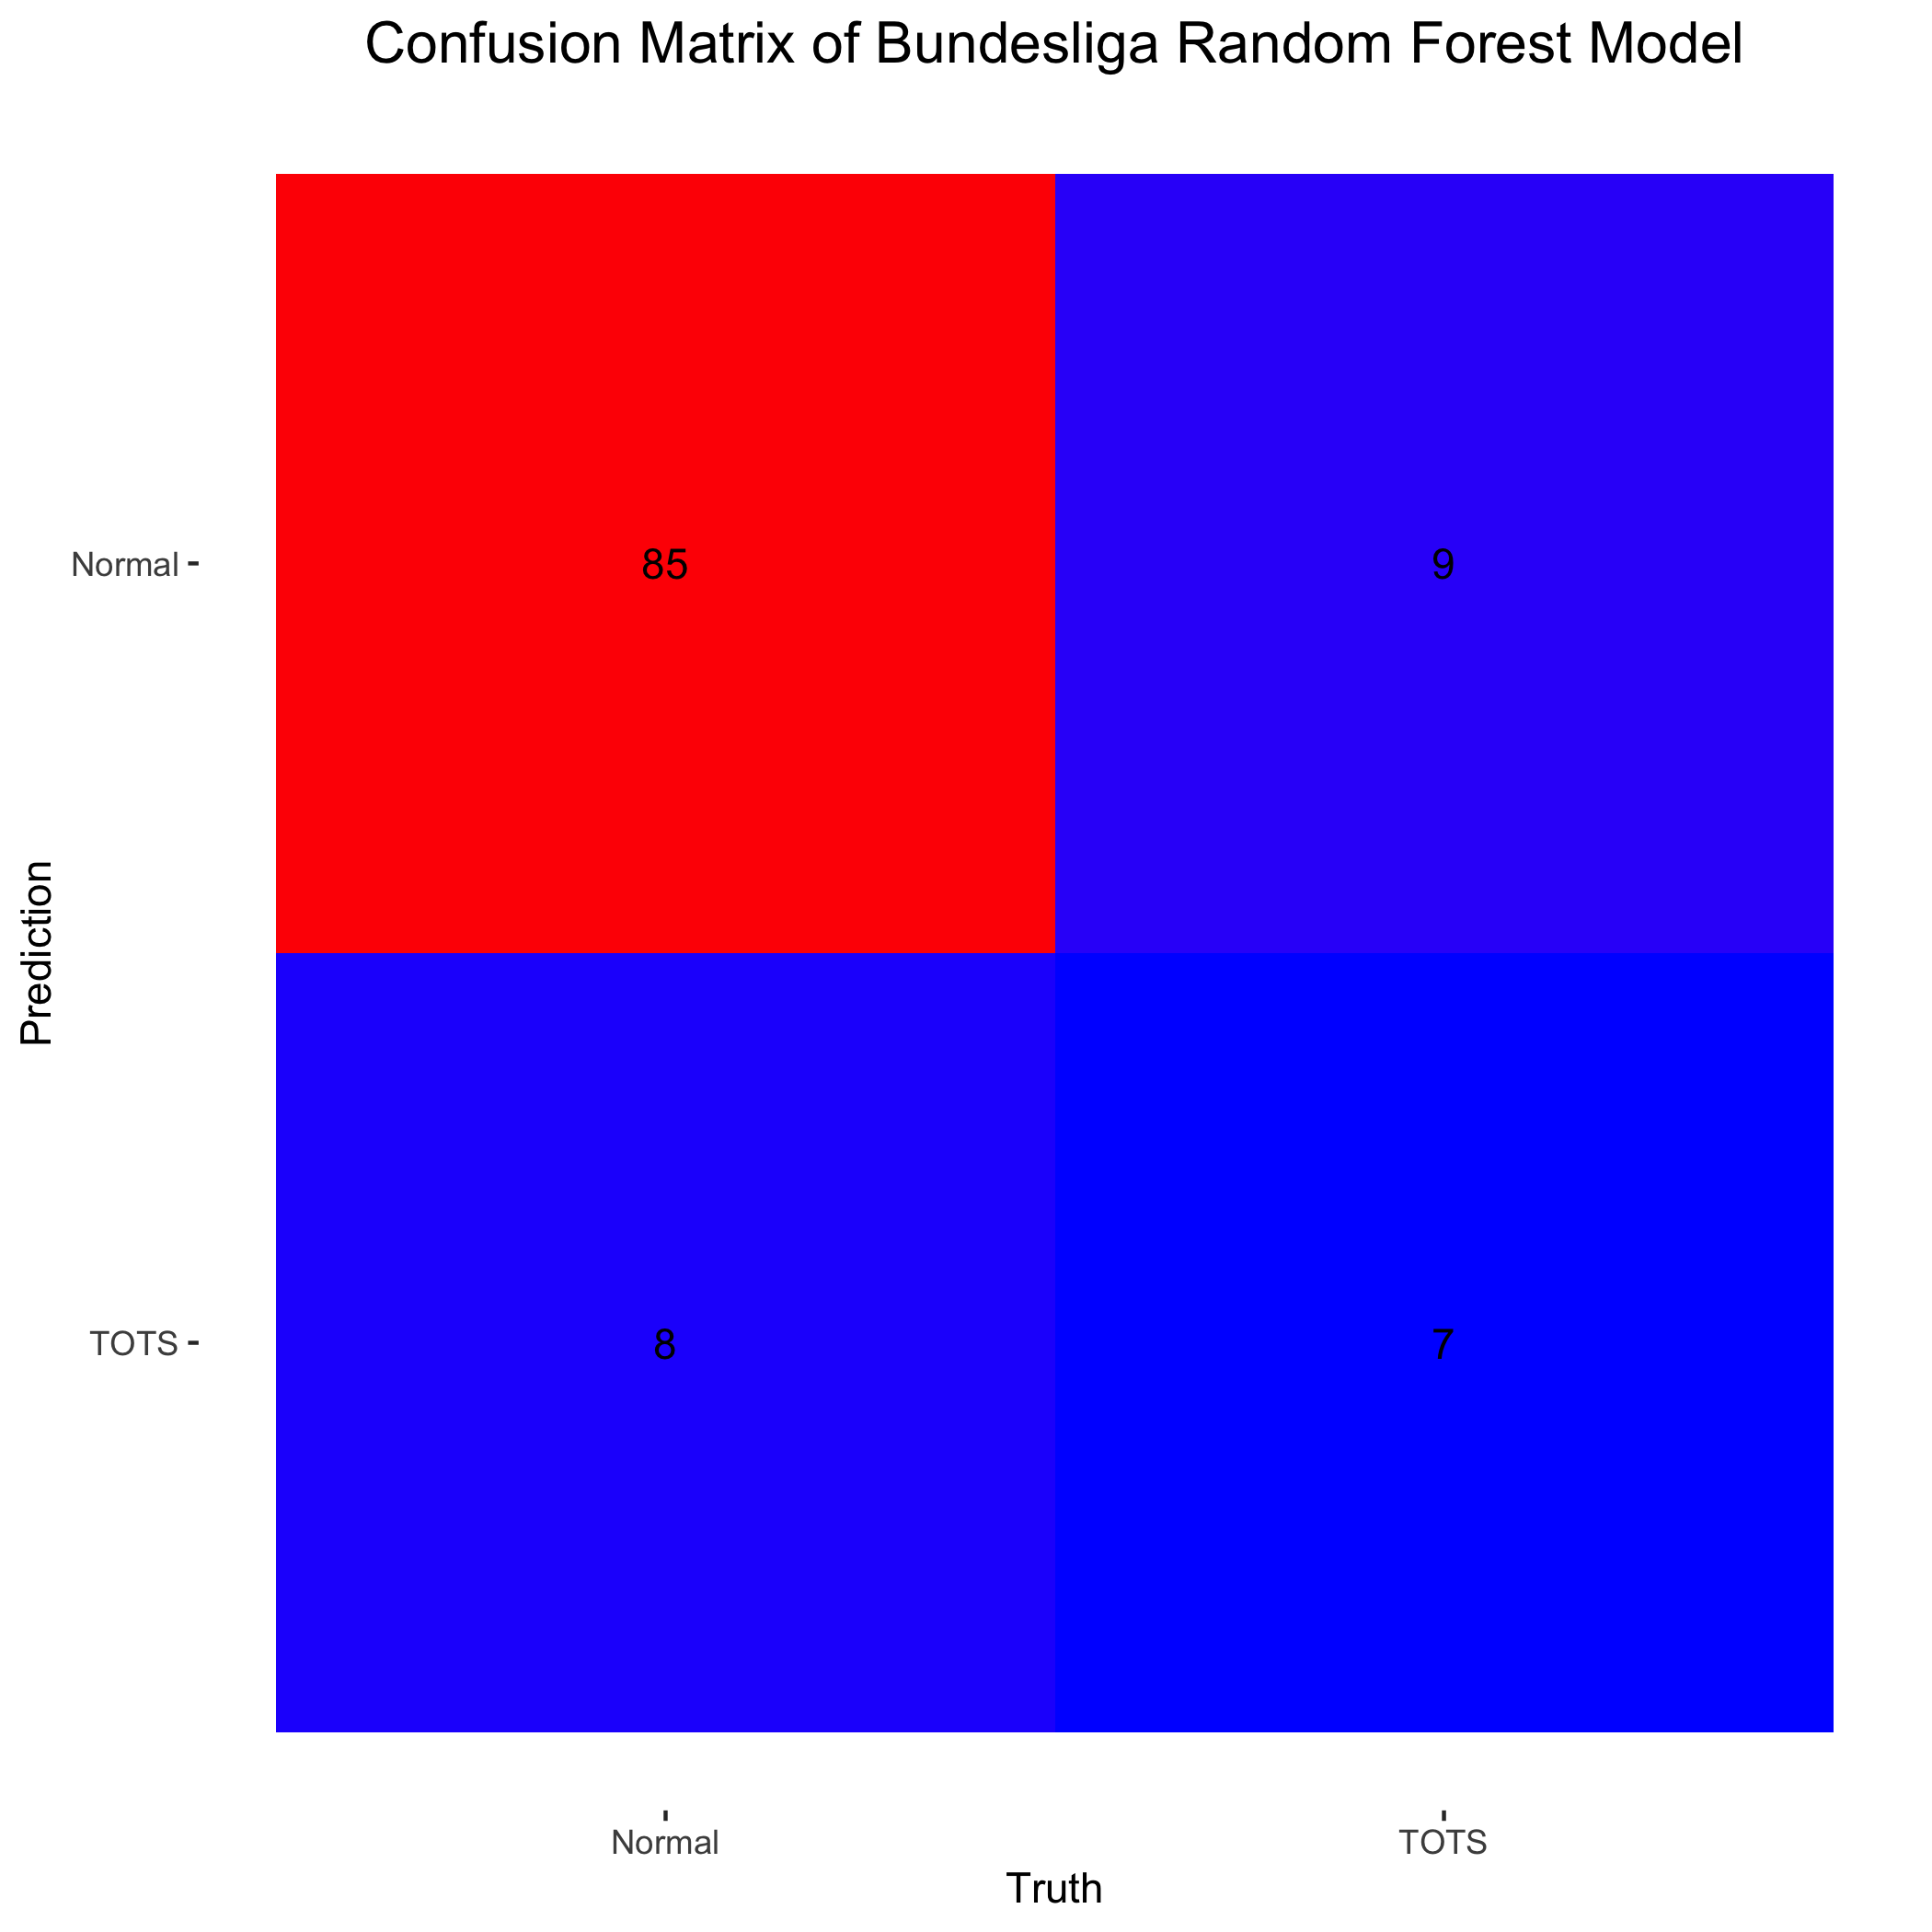 Confusion Matrix of Bundesliga Random Forest Model
Normal
85
9
Prediction
TOTS
8
7
Normal
TOTS
Truth